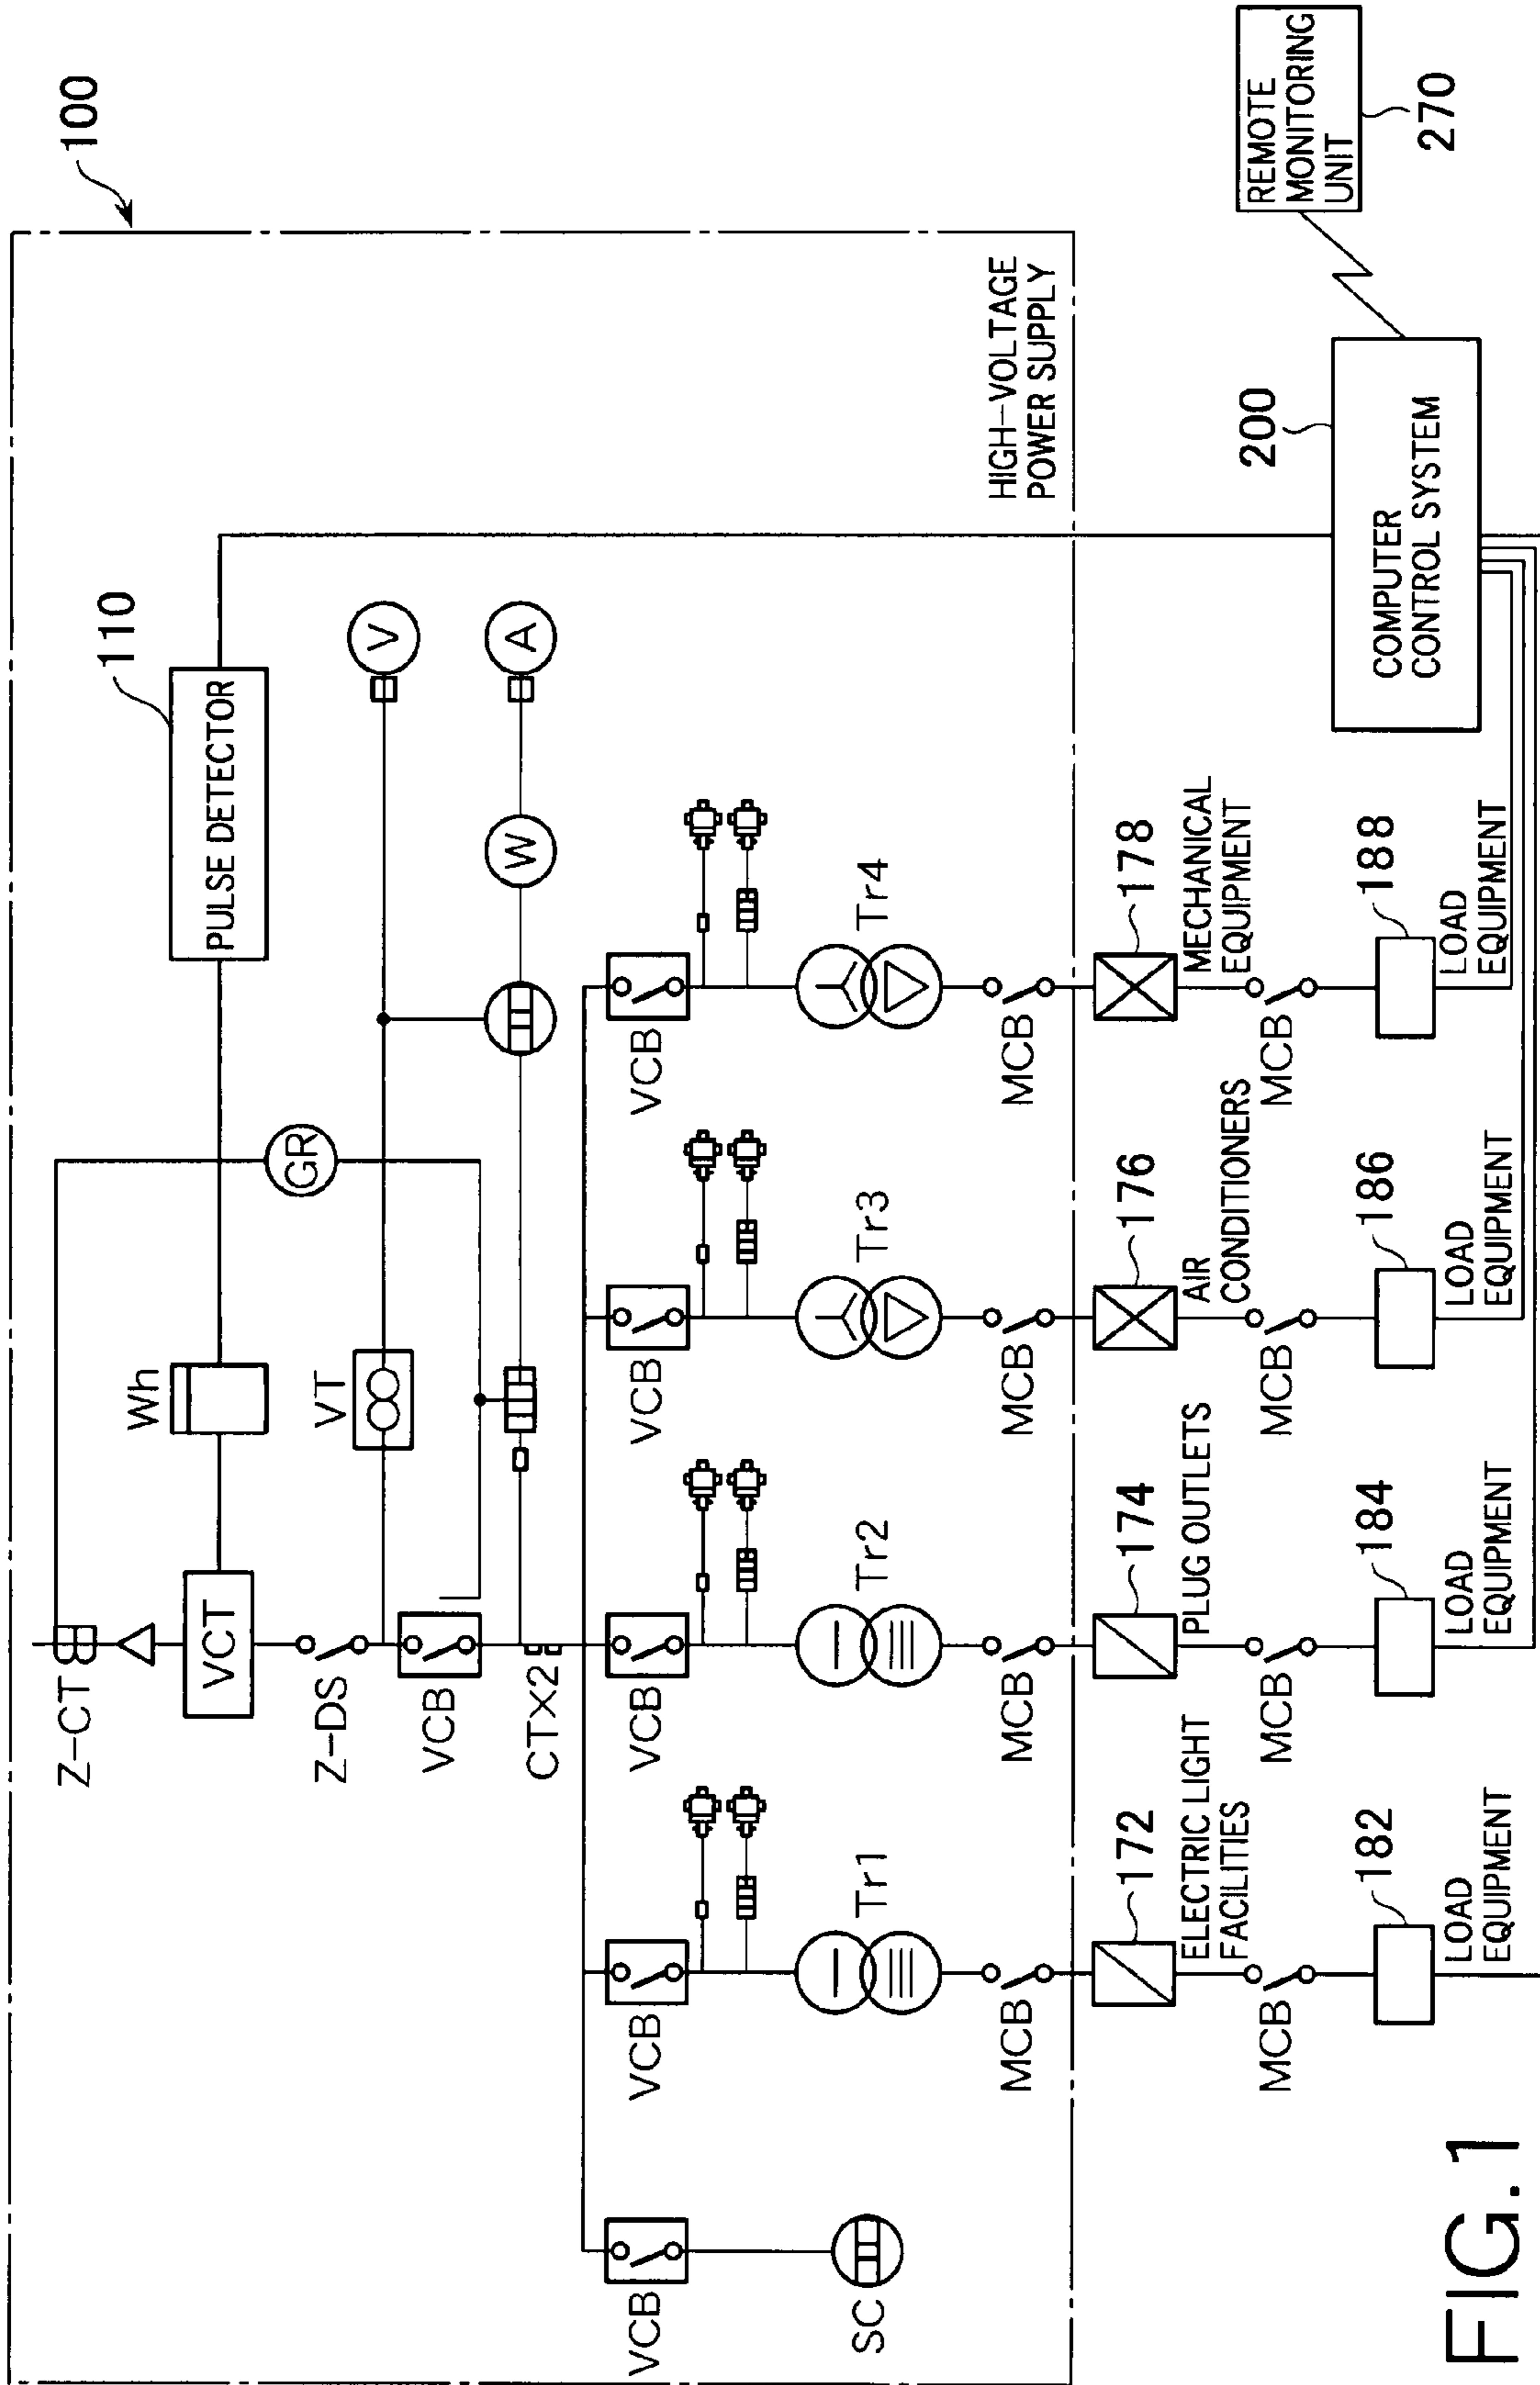 100
Z-CT
VCT
Wh
PULSE DETECTOR
110
GR
Z-DS
VT
V
VCB
CTX2
W
A
VCB
VCB
VCB
VCB
VCB
SC
Tr1
Tr2
Tr3
Tr4
HIGH-VOLTAGE
POWER SUPPLY
MCB
MCB
MCB
MCB
172
ELECTRIC LIGHT
FACILITIES
174
PLUG OUTLETS
176
AIR
CONDITIONERS
178
MECHANICAL
EQUIPMENT
MCB
MCB
MCB
MCB
182
LOAD
EQUIPMENT
184
LOAD
EQUIPMENT
186
LOAD
EQUIPMENT
188
LOAD
EQUIPMENT
200
COMPUTER
CONTROL SYSTEM
REMOTE
MONITORING
UNIT
270
FIG.1